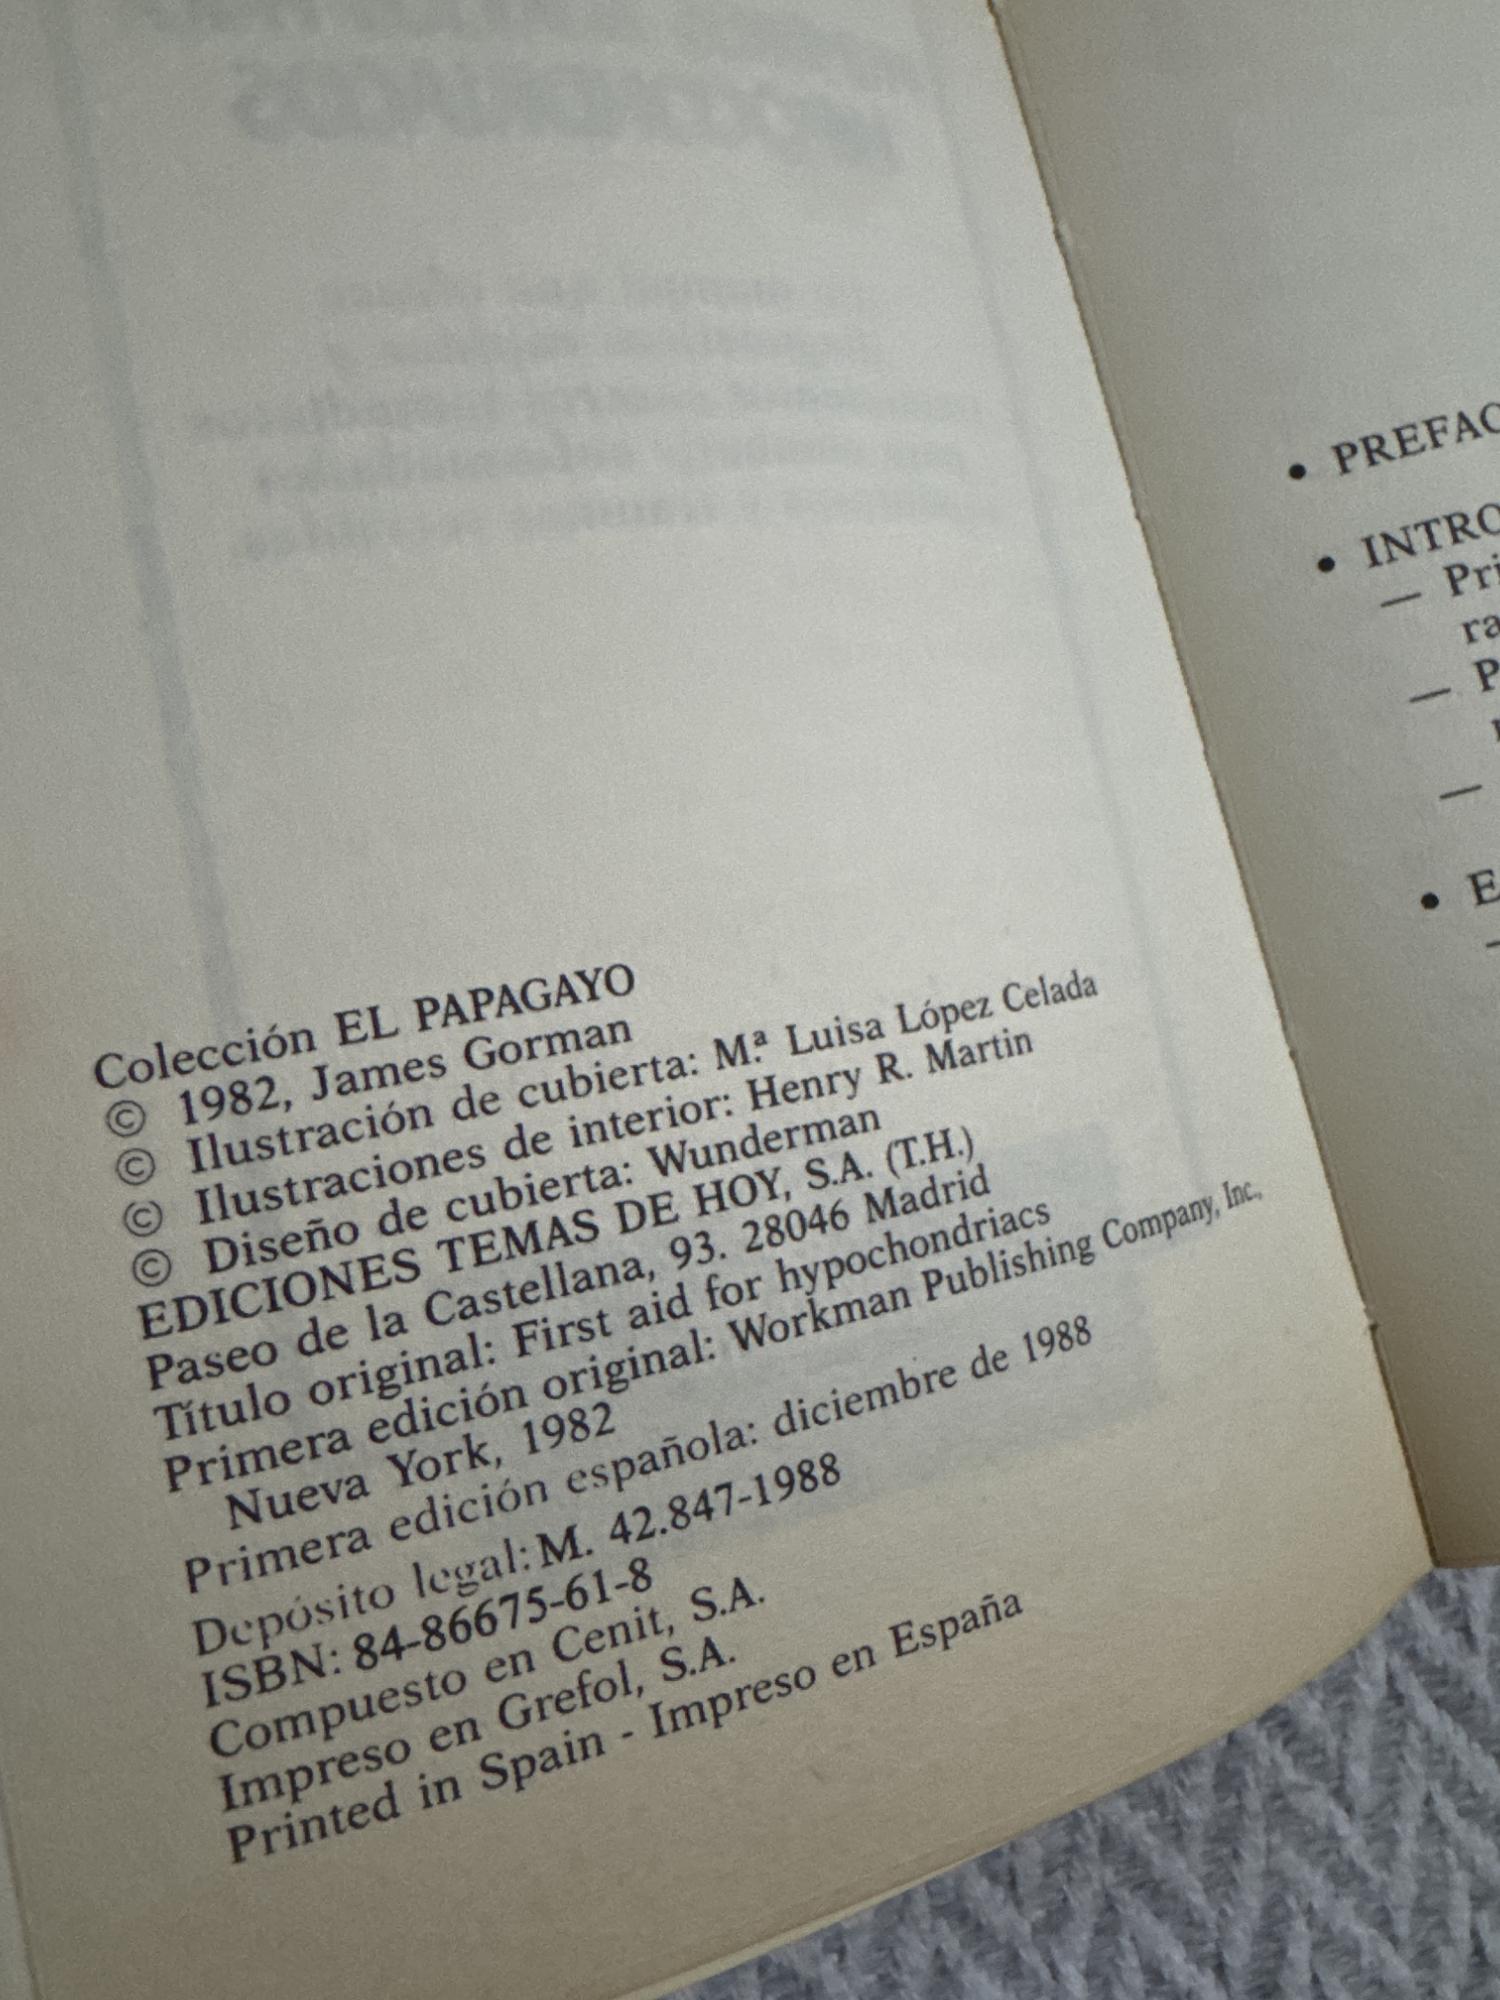 Colección EL PAPAGAYO
© 1982, James Gorman
© Ilustración de cubierta: M.ª Luisa López Celada
© Ilustraciones de interior: Henry R. Martin
© Diseño de cubierta: Wunderman
EDICIONES TEMAS DE HOY, S.A. (T.H.)
Paseo de la Castellana, 93. 28046 Madrid
Título original: First aid for hypochondriacs
Primera edición original: Workman Publishing Company, Inc.,
Nueva York, 1982
Primera edición española: diciembre de 1988
Depósito legal: M. 42.847-1988
ISBN: 84-86675-61-8
Compuesto en Cenit, S.A.
Impreso en Grefol, S.A.
Printed in Spain - Impreso en España
• PREFAC
• INTRO
— Pri
ra
— P
—
• E